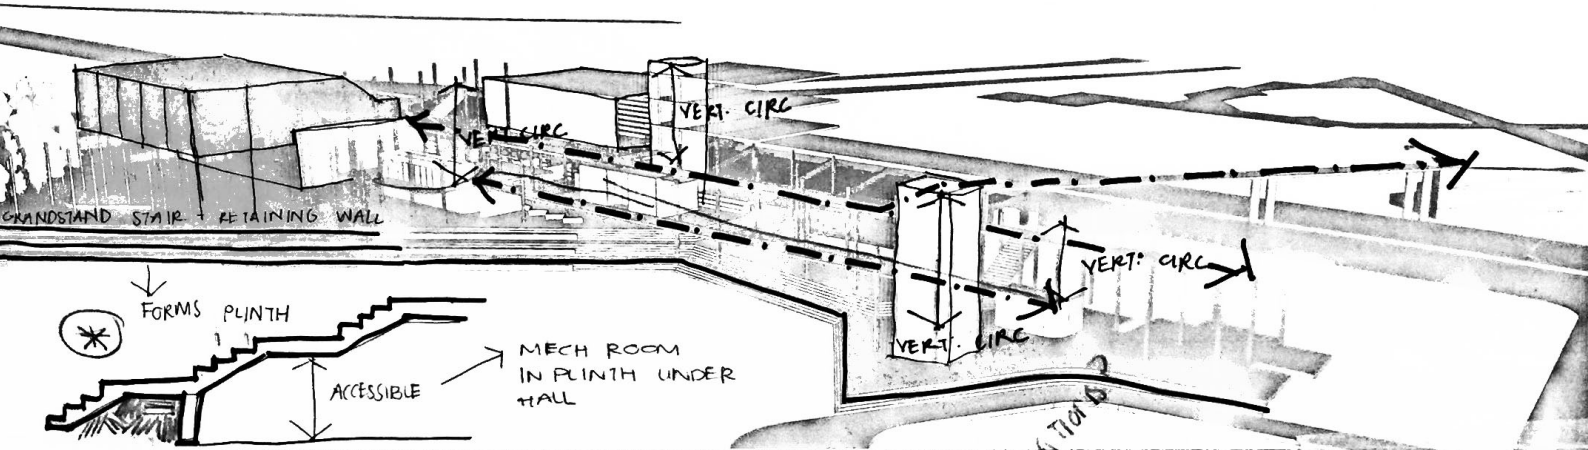 VERT. CIRC
VERT. CIRC
GRANDSTAND STAIR + RETAINING WALL
VERT. CIRC
FORMS PLINTH
VERT. CIRC
MECH ROOM
IN PLINTH UNDER
HALL
ACCESSIBLE